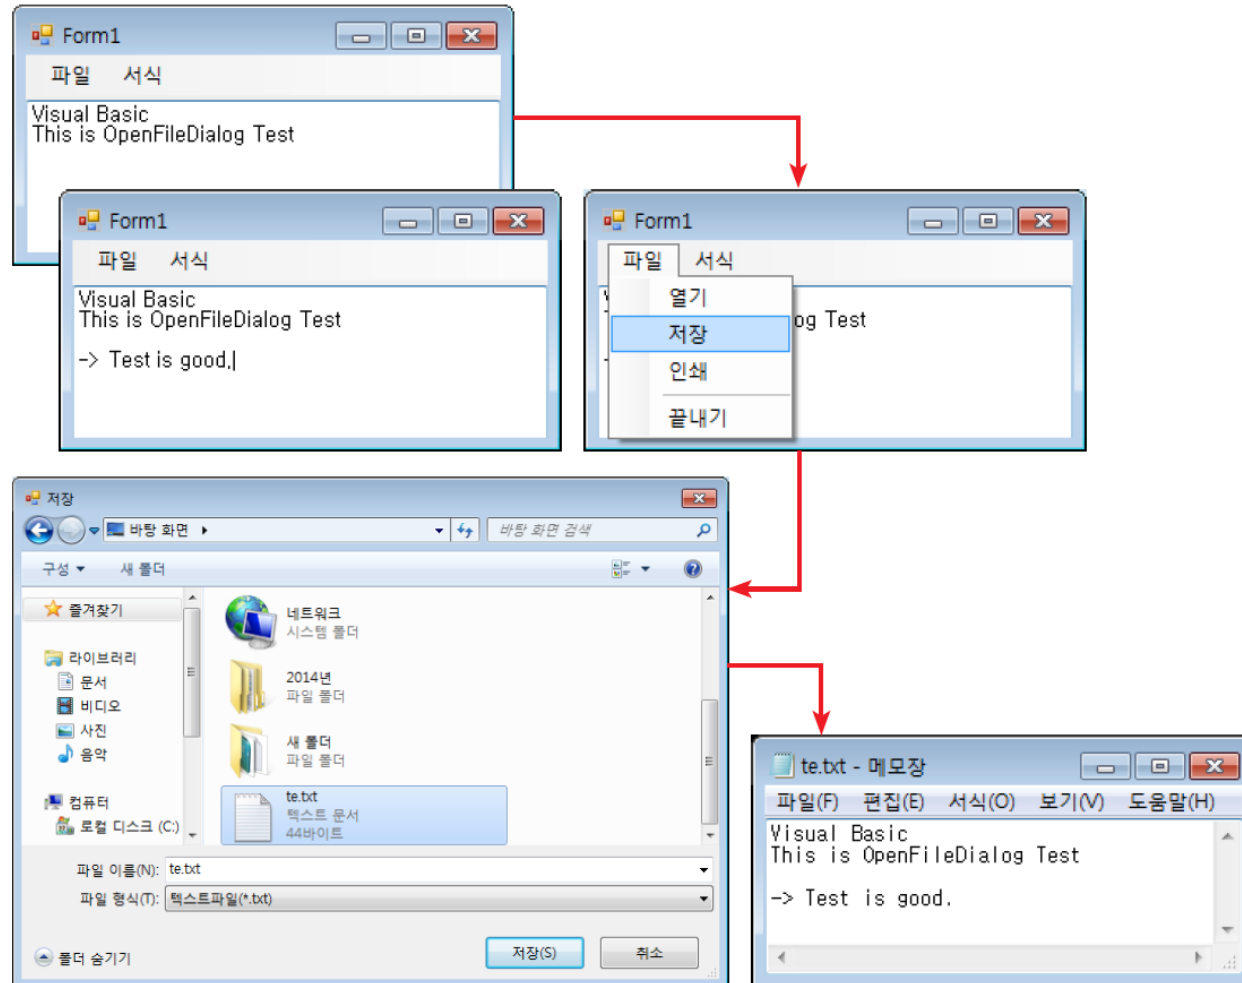 Form1
파일 서식
Visual Basic
This is OpenFileDialog Test
Form1
파일 서식
Visual Basic
This is OpenFileDialog Test
-> Test is good.
Form1
파일 서식
열기
저장
인쇄
끝내기
og Test
저장
바탕 화면
바탕 화면 검색
구성 새 폴더
즐겨찾기
라이브러리
문서
비디오
사진
음악
컴퓨터
로컬 디스크 (C:)
네트워크
시스템 폴더
2014년
파일 폴더
새 폴더
파일 폴더
te.txt
텍스트 문서
44바이트
파일 이름(N): te.txt
파일 형식(T): 텍스트파일(*.txt)
폴더 숨기기
저장(S) 취소
te.txt - 메모장
파일(F) 편집(E) 서식(O) 보기(V) 도움말(H)
Visual Basic
This is OpenFileDialog Test
-> Test is good.